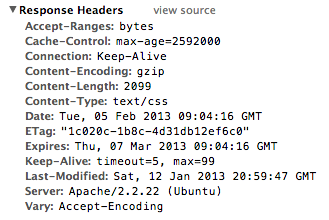 ▼ Response Headers view source
Accept-Ranges: bytes
Cache-Control: max-age=2592000
Connection: Keep-Alive
Content-Encoding: gzip
Content-Length: 2099
Content-Type: text/css
Date: Tue, 05 Feb 2013 09:04:16 GMT
ETag: "1c020c-1b8c-4d31db12ef6c0"
Expires: Thu, 07 Mar 2013 09:04:16 GMT
Keep-Alive: timeout=5, max=99
Last-Modified: Sat, 12 Jan 2013 20:59:47 GMT
Server: Apache/2.2.22 (Ubuntu)
Vary: Accept-Encoding